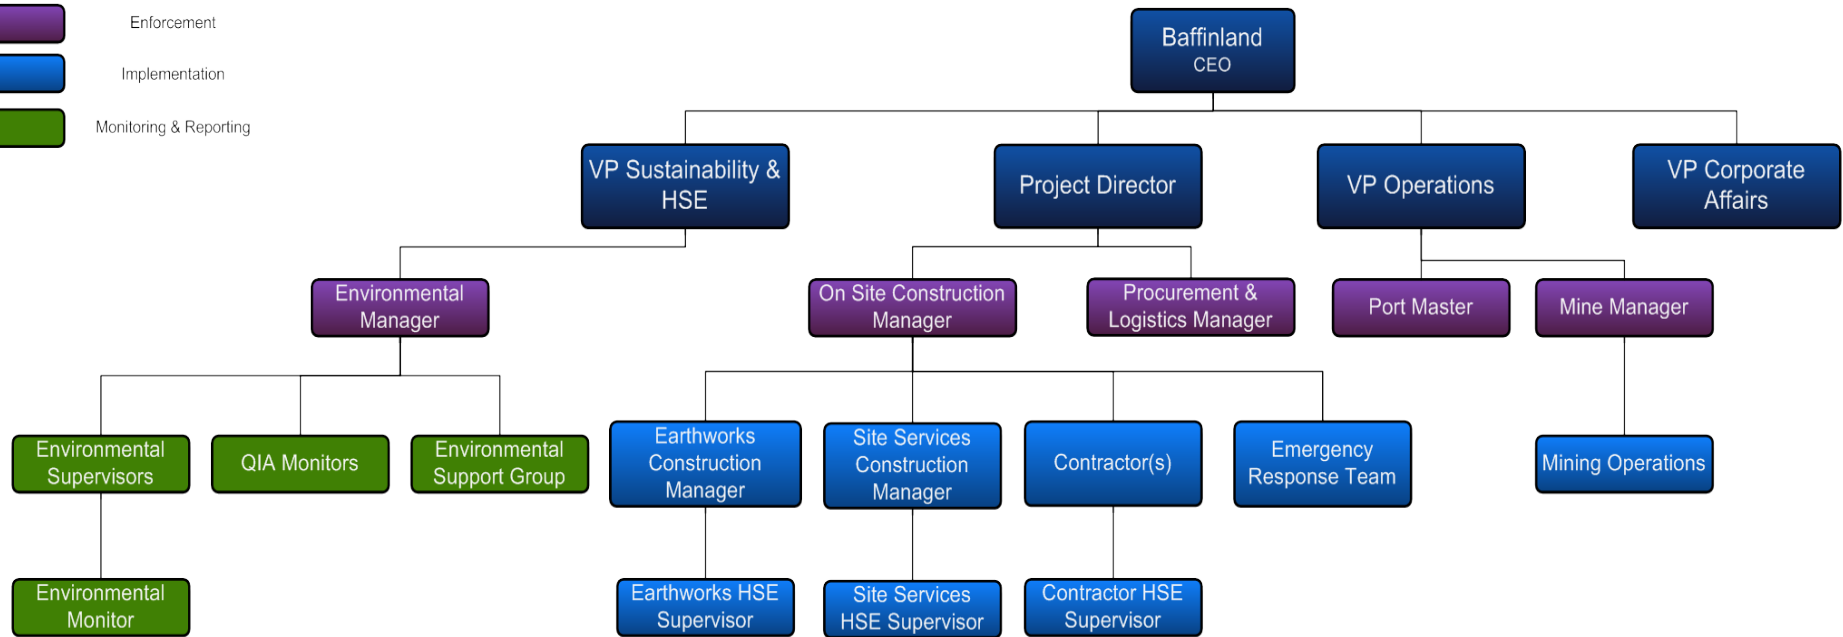 Enforcement
Implementation
Monitoring & Reporting
Baffinland
CEO
VP Sustainability &
HSE
Project Director
VP Operations
VP Corporate
Affairs
Environmental
Manager
On Site Construction
Manager
Procurement &
Logistics Manager
Port Master
Mine Manager
Environmental
Supervisors
QIA Monitors
Environmental
Support Group
Earthworks
Construction
Manager
Site Services
Construction
Manager
Contractor(s)
Emergency
Response Team
Mining Operations
Environmental
Monitor
Earthworks HSE
Supervisor
Site Services
HSE Supervisor
Contractor HSE
Supervisor